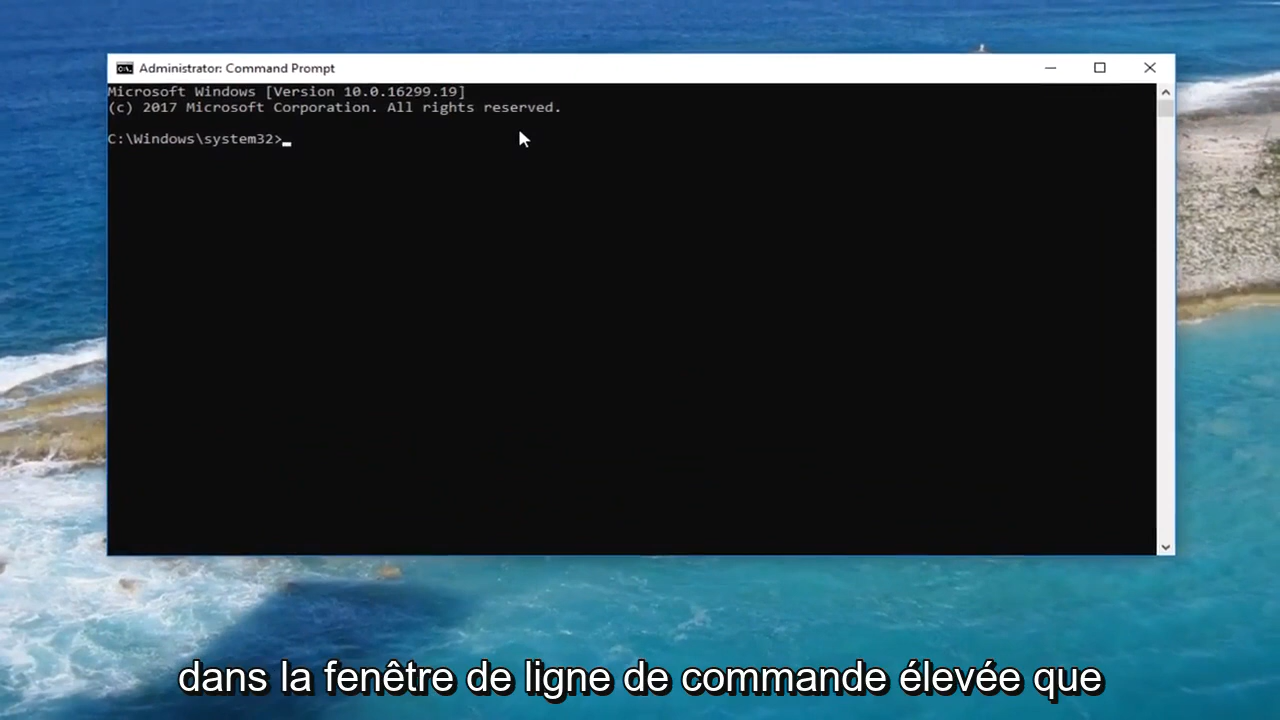 Administrator: Command Prompt
Microsoft Windows [Version 10.0.16299.19]
(c) 2017 Microsoft Corporation. All rights reserved.
C:\Windows\system32>
dans la fenêtre de ligne de commande élevée que